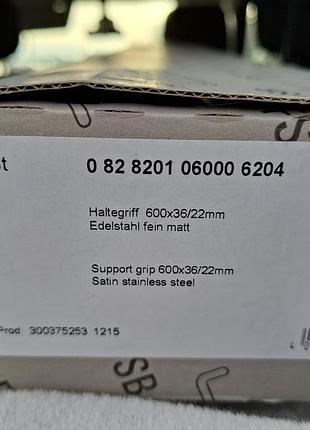 0 82 8201 06000 6204
Haltegriff 600x36/22mm
Edelstahl fein matt
Support grip 600x36/22mm
Satin stainless steel
Prod: 300375253 1215
SB